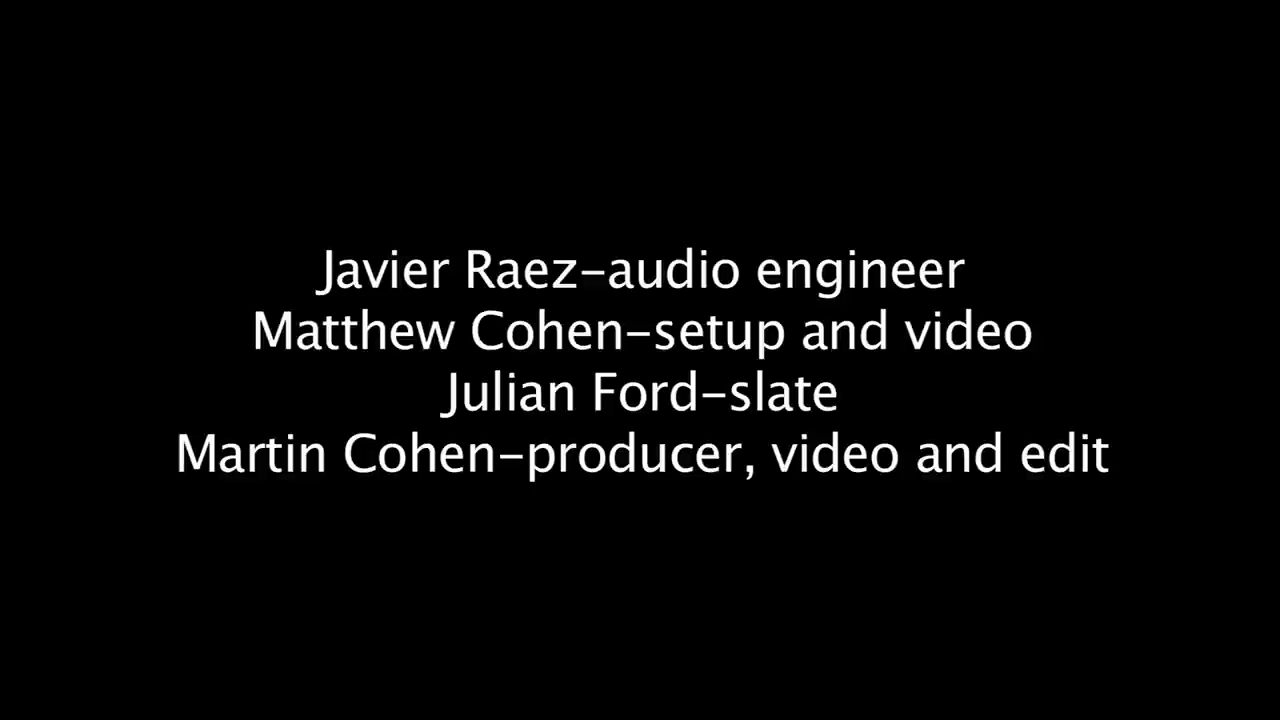 Javier Raez-audio engineer
Matthew Cohen-setup and video
Julian Ford-slate
Martin Cohen-producer, video and edit